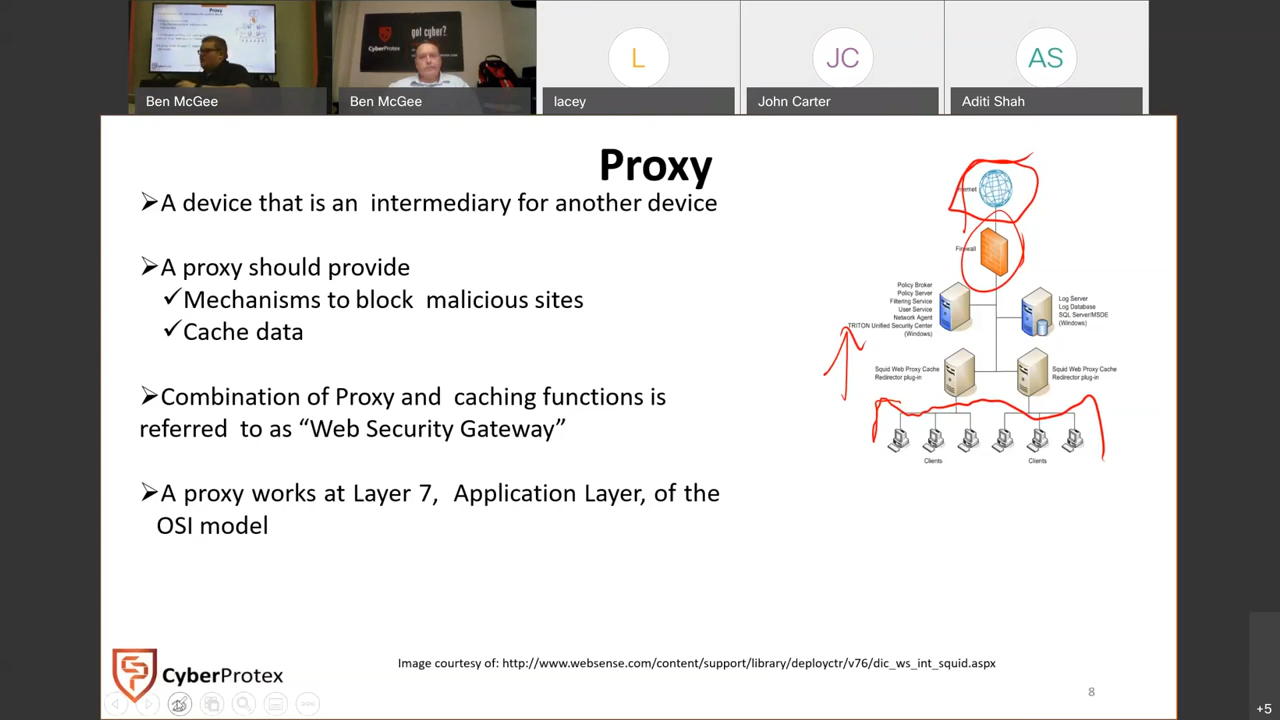 Proxy
CyberProtex
got cyber?
Ben McGee
Ben McGee
lacey
John Carter
Aditi Shah
L
JC
AS
Proxy
➢A device that is an intermediary for another device
➢A proxy should provide
✓Mechanisms to block malicious sites
✓Cache data
➢Combination of Proxy and caching functions is
referred to as “Web Security Gateway”
➢A proxy works at Layer 7, Application Layer, of the
OSI model
Internet
Firewall
Policy Broker
Policy Server
Filtering Service
User Service
Network Agent
TRITON Unified Security Center
(Windows)
Log Server
Log Database
SQL Server/MSDE
(Windows)
Squid Web Proxy Cache
Redirector plug-in
Squid Web Proxy Cache
Redirector plug-in
Clients
Clients
Image courtesy of: http://www.websense.com/content/support/library/deployctr/v76/dic_ws_int_squid.aspx
CyberProtex
8
+5